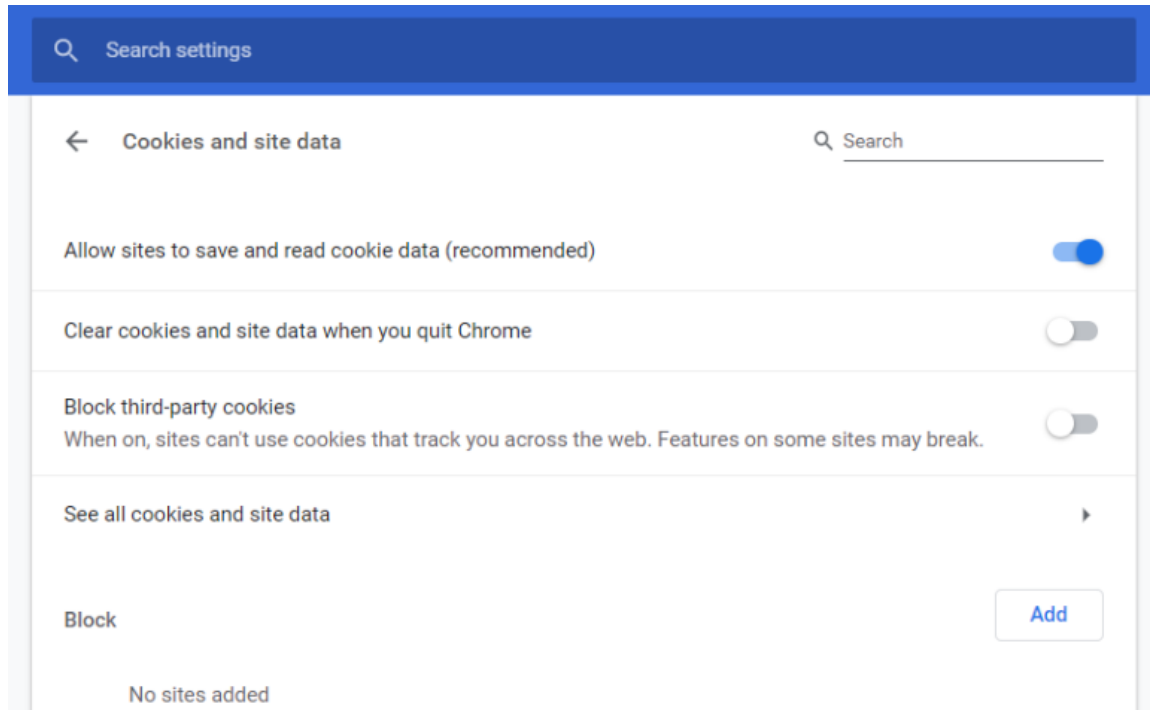 Search settings
Cookies and site data
Search
Allow sites to save and read cookie data (recommended)
Clear cookies and site data when you quit Chrome
Block third-party cookies
When on, sites can't use cookies that track you across the web. Features on some sites may break.
See all cookies and site data
Block
Add
No sites added